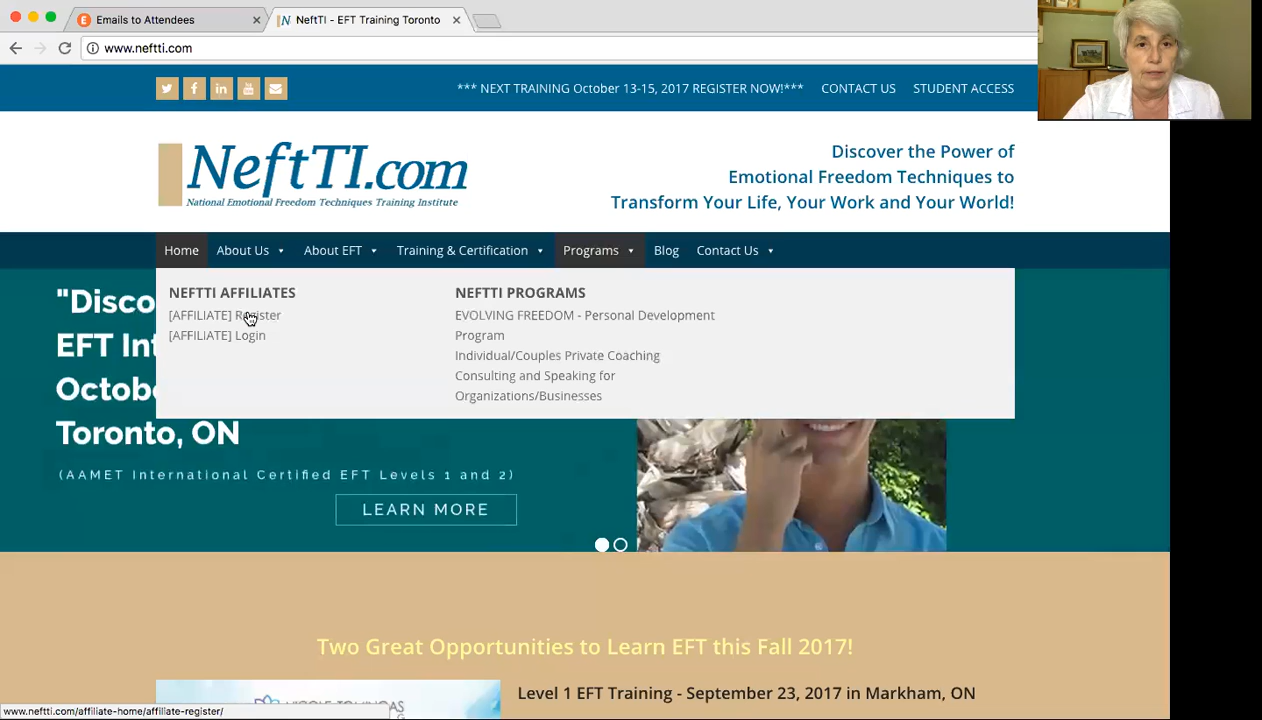 Emails to Attendees
NeftTI - EFT Training Toronto
www.neftti.com
*** NEXT TRAINING October 13-15, 2017 REGISTER NOW!*** CONTACT US STUDENT ACCESS
NeftTI.com
National Emotional Freedom Techniques Training Institute
Discover the Power of
Emotional Freedom Techniques to
Transform Your Life, Your Work and Your World!
Home About Us About EFT Training & Certification Programs Blog Contact Us
NEFTTI AFFILIATES
[AFFILIATE] Register
[AFFILIATE] Login
NEFTTI PROGRAMS
EVOLVING FREEDOM - Personal Development
Program
Individual/Couples Private Coaching
Consulting and Speaking for
Organizations/Businesses
"Disco
EFT Int
Octobe
Toronto, ON
(AAMET International Certified EFT Levels 1 and 2)
LEARN MORE
Two Great Opportunities to Learn EFT this Fall 2017!
Level 1 EFT Training - September 23, 2017 in Markham, ON
www.neftti.com/affiliate-home/affiliate-register/